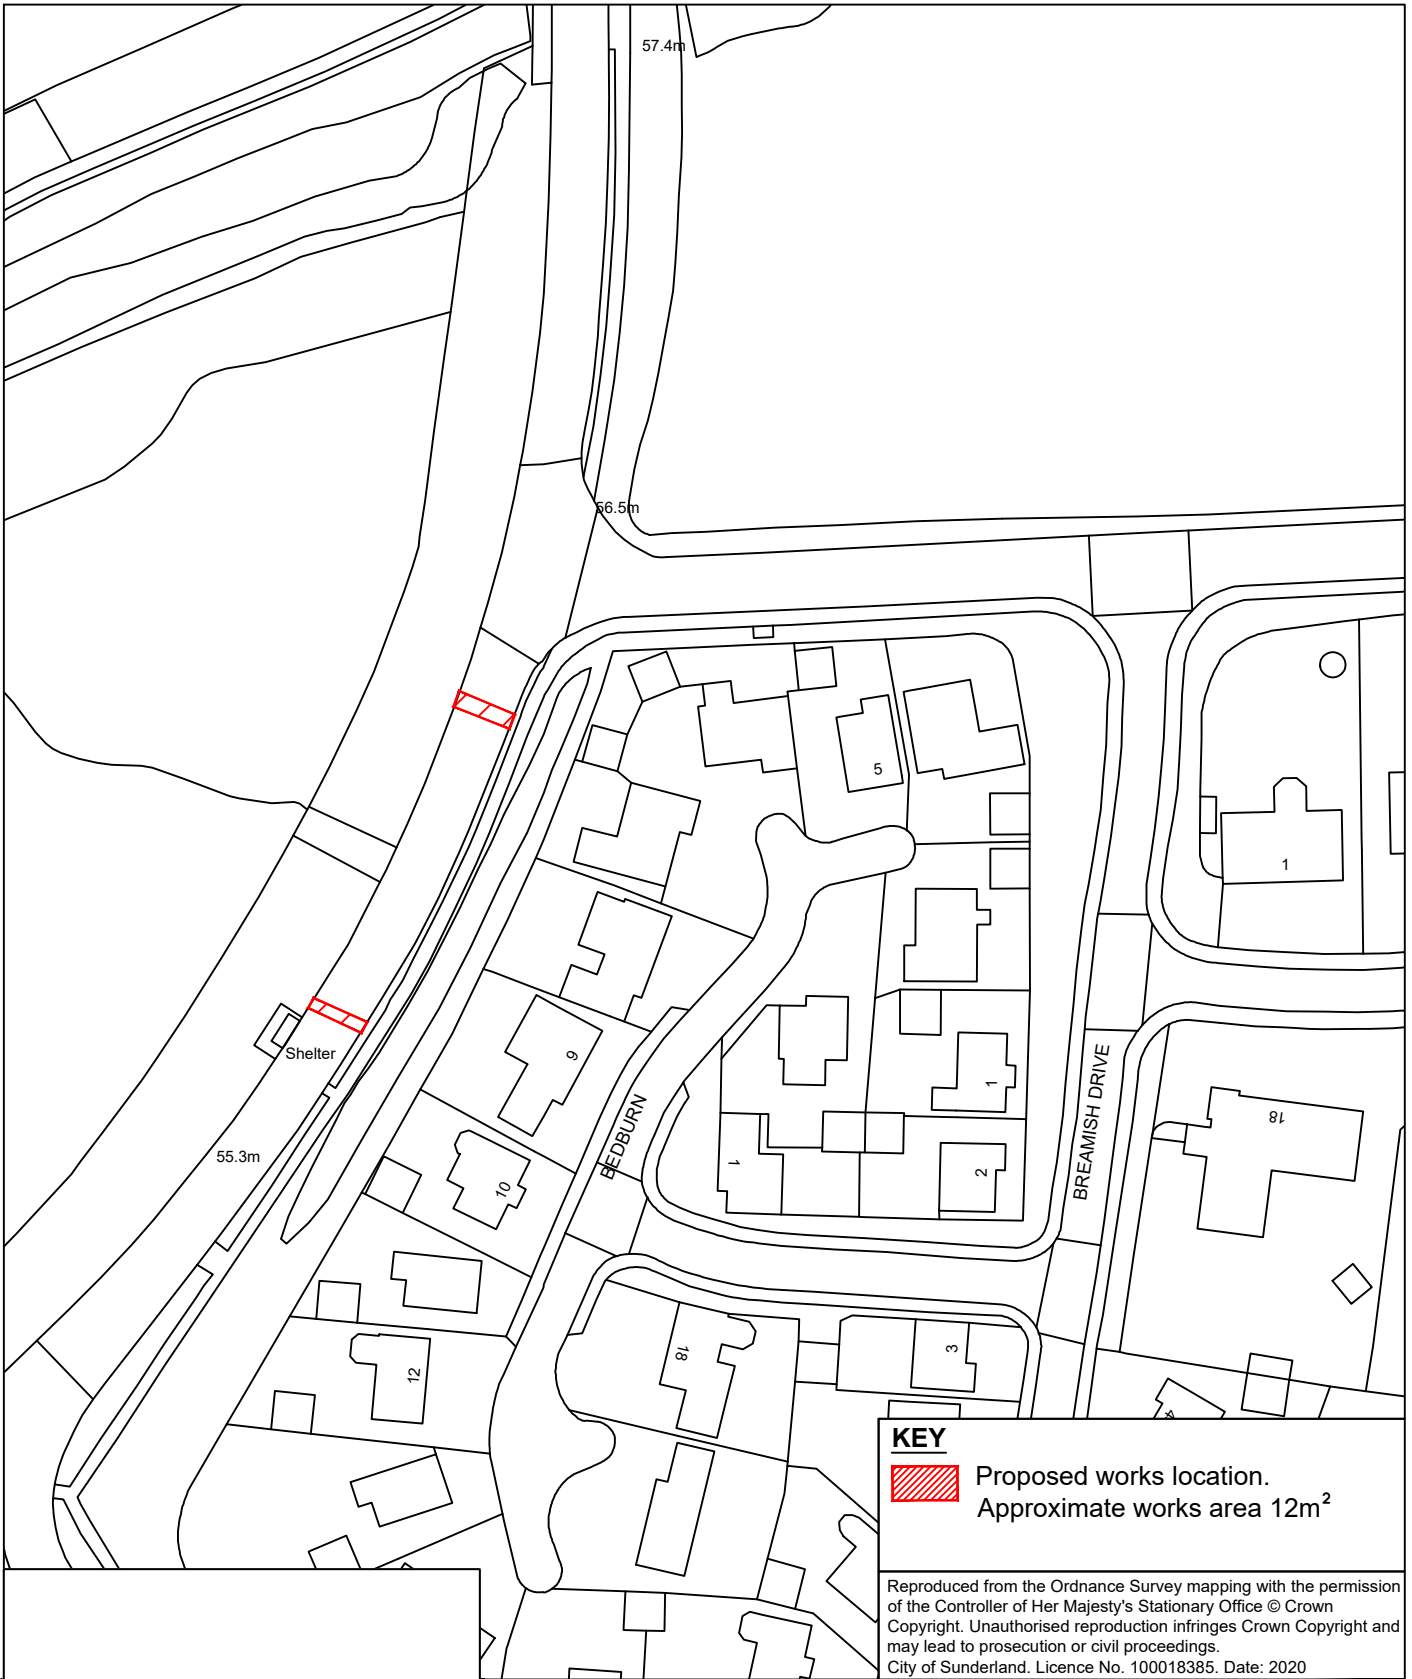 57.4m
56.5m
5
1
Shelter
9
BREAMISH DRIVE
1
BEDBURN
18
55.3m
1
2
10
18
3
12
4
KEY
Proposed works location.
Approximate works area 12m²
Reproduced from the Ordnance Survey mapping with the permission
of the Controller of Her Majesty's Stationary Office © Crown
Copyright. Unauthorised reproduction infringes Crown Copyright and
may lead to prosecution or civil proceedings.
City of Sunderland. Licence No. 100018385. Date: 2020